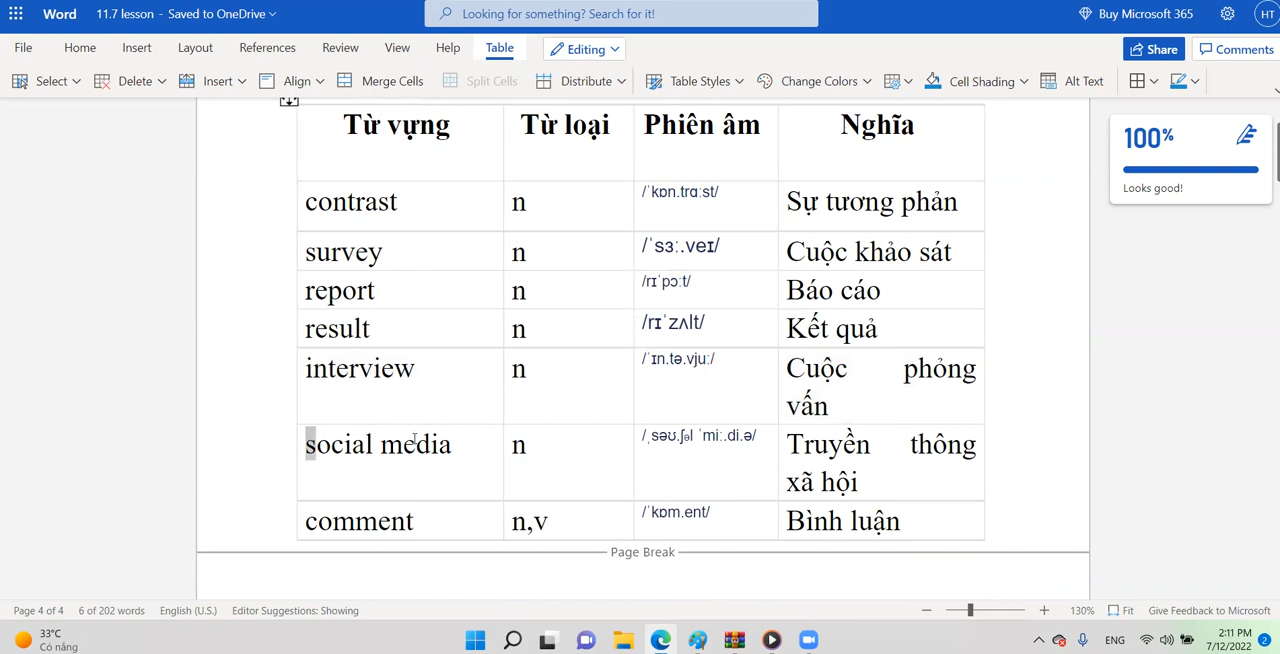 Word 11.7 lesson - Saved to OneDrive Looking for something? Search for it! Buy Microsoft 365 HT
File Home Insert Layout References Review View Help Table Editing Share Comments
Select Delete Insert Align Merge Cells Split Cells Distribute Table Styles Change Colors Cell Shading Alt Text
Từ vựng Từ loại Phiên âm Nghĩa
100%
Looks good!
contrast n /ˈkɒn.trɑːst/ Sự tương phản
survey n /ˈsɜː.veɪ/ Cuộc khảo sát
report n /rɪˈpɔːt/ Báo cáo
result n /rɪˈzʌlt/ Kết quả
interview n /ˈɪn.tə.vjuː/ Cuộc phỏng
vấn
social media n /ˌsəʊ.ʃəl ˈmiː.di.ə/ Truyền thông
xã hội
comment n,v /ˈkɒm.ent/ Bình luận
Page Break
Page 4 of 4 6 of 202 words English (U.S.) Editor Suggestions: Showing 130% Fit Give Feedback to Microsoft
33°C
Có nắng
ENG
2:11 PM
7/12/2022
2